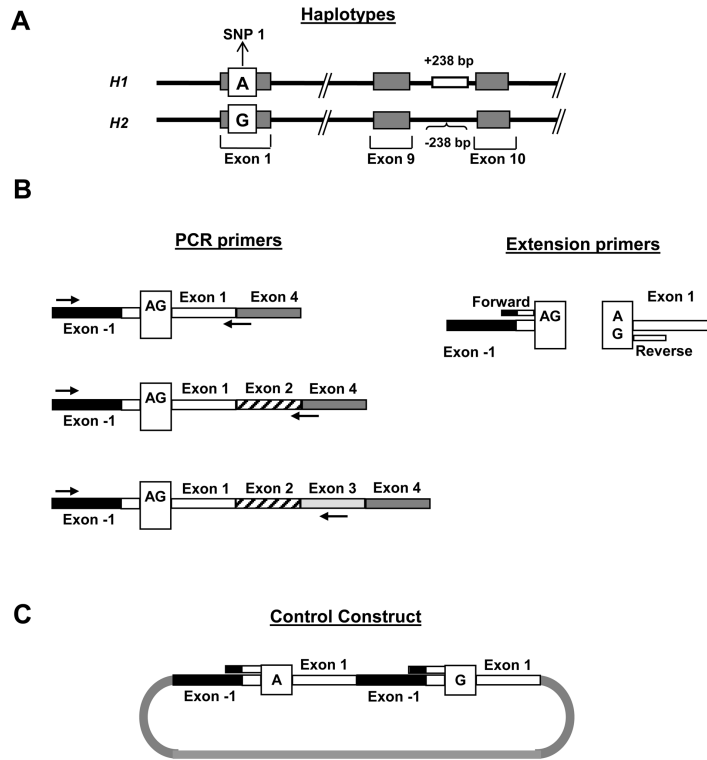 A
Haplotypes
SNP 1
+238 bp
H1
A
H2
G
-238 bp
Exon 1
Exon 9
Exon 10
B
PCR primers
Extension primers
AG
Exon 1
Exon 4
Exon -1
Forward
AG
Exon -1
A
G
Exon 1
Reverse
AG
Exon 1
Exon 2
Exon 4
Exon -1
AG
Exon 1
Exon 2
Exon 3
Exon 4
Exon -1
C
Control Construct
Exon 1
Exon 1
A
G
Exon -1
Exon -1